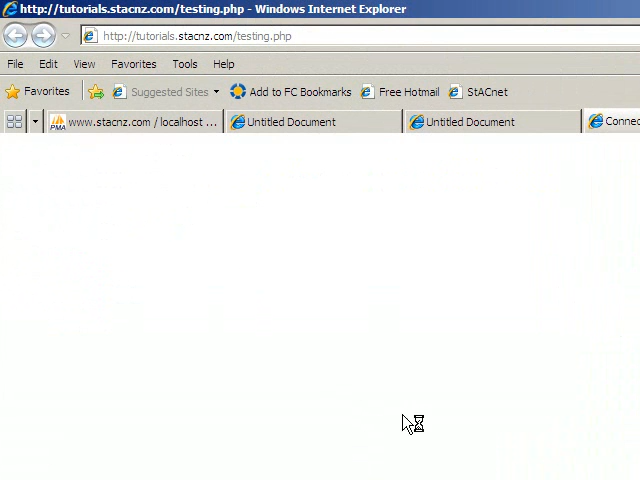 http://tutorials.stacnz.com/testing.php - Windows Internet Explorer
http://tutorials.stacnz.com/testing.php
File Edit View Favorites Tools Help
Favorites Suggested Sites Add to FC Bookmarks Free Hotmail StACnet
PMA www.stacnz.com / localhost ... Untitled Document Untitled Document Connec